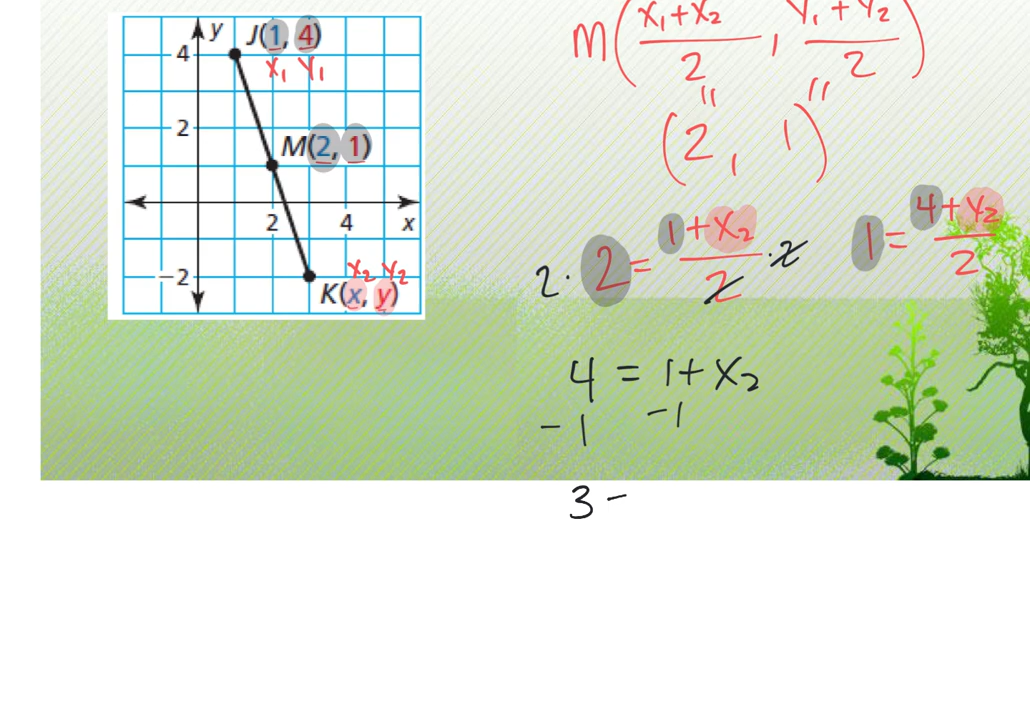 y
J(1, 4)
x₁ y₁
4
2
M(2, 1)
2 4 x
-2
x₂ y₂
K(x, y)
M(x₁+x₂/2, y₁+y₂/2)
" "
(2, 1)
2·2=1+x₂/2·2
1=4+y₂/2
4 = 1+x₂
-1 -1
3 -